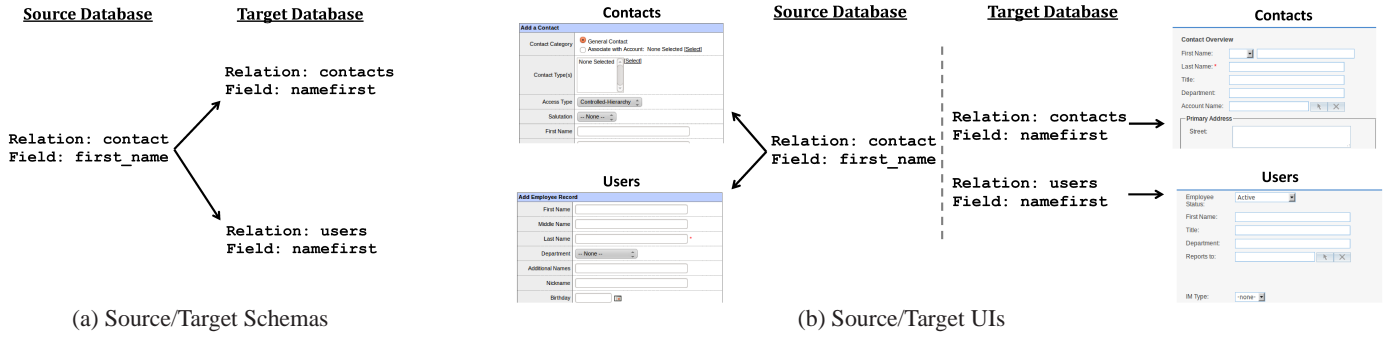 Source Database
Target Database
Relation: contacts
Field: namefirst
Relation: contact
Field: first_name
Relation: users
Field: namefirst
(a) Source/Target Schemas
Contacts
Add a Contact
Contact Category
General Contact
Associate with Account: None Selected [Select]
Contact Type(s)
None Selected
[Select]
Access Type
Controlled-Hierarchy
Salutation
-- None --
First Name
Users
Add Employee Record
First Name
Middle Name
Last Name
*
Department
-- None --
Additional Names
Nickname
Birthday
Source Database
Target Database
Relation: contact
Field: first_name
Relation: contacts
Field: namefirst
Relation: users
Field: namefirst
Contacts
Contact Overview
First Name:
Last Name: *
Title:
Department:
Account Name:
Primary Address
Street:
Users
Employee Status:
Active
First Name:
Title:
Department:
Reports to:
IM Type:
-none-
(b) Source/Target UIs